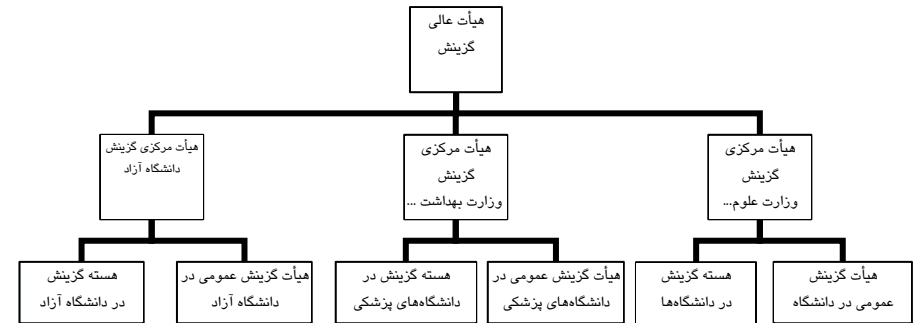 هیأت عالی
گزینش
هیأت مرکزی
گزینش
وزارت علوم...
هیأت مرکزی
گزینش
وزارت بهداشت ...
هیأت مرکزی گزینش
دانشگاه آزاد
هیأت گزینش
عمومی در دانشگاه
هسته گزینش
در دانشگاه‌ها
هیأت گزینش عمومی در
دانشگاه‌های پزشکی
هسته گزینش در
دانشگاه‌های پزشکی
هیأت گزینش عمومی در
دانشگاه آزاد
هسته گزینش
در دانشگاه آزاد